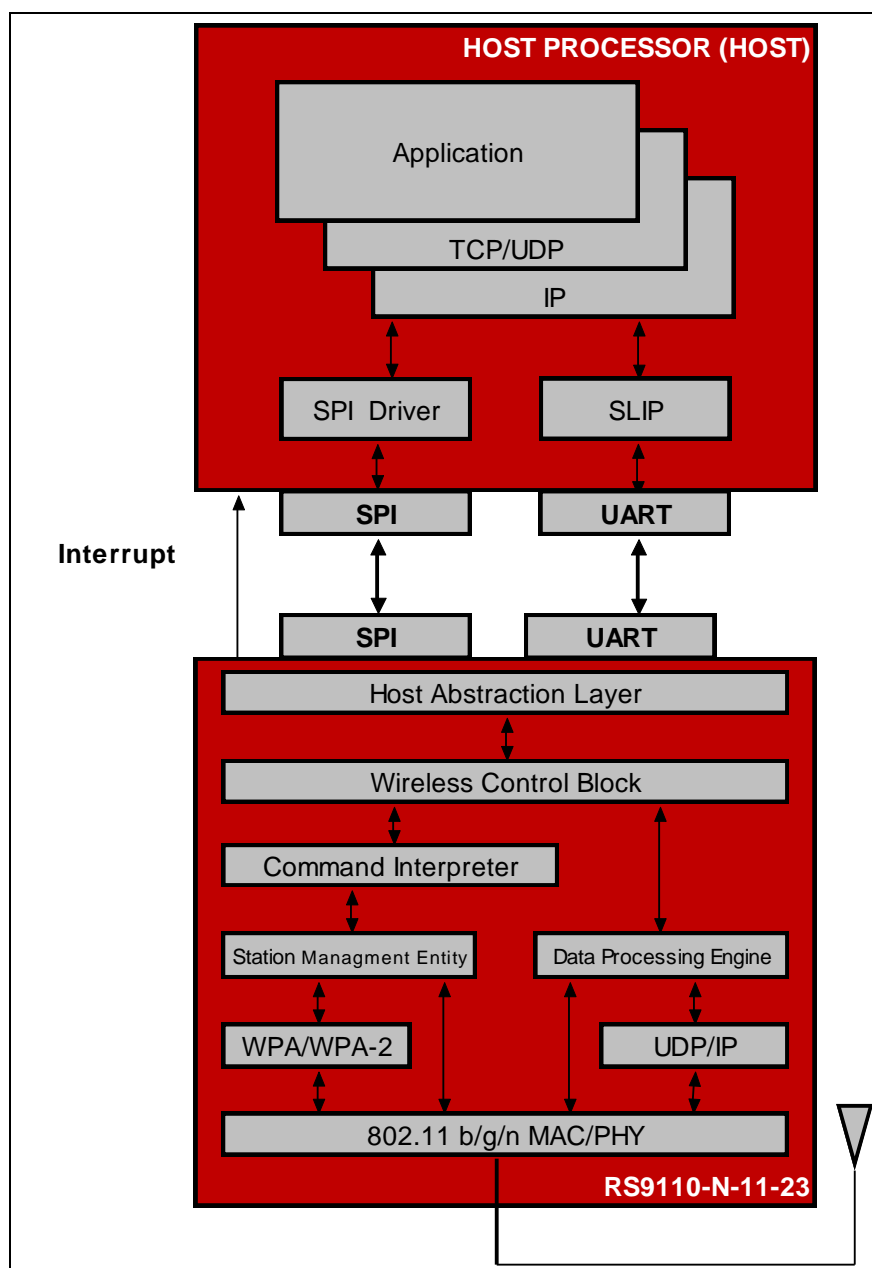 HOST PROCESSOR (HOST)
Application
TCP/UDP
IP
SPI Driver
SLIP
SPI
UART
Interrupt
SPI
UART
Host Abstraction Layer
Wireless Control Block
Command Interpreter
Station Managment Entity
Data Processing Engine
WPA/WPA-2
UDP/IP
802.11 b/g/n MAC/PHY
RS9110-N-11-23